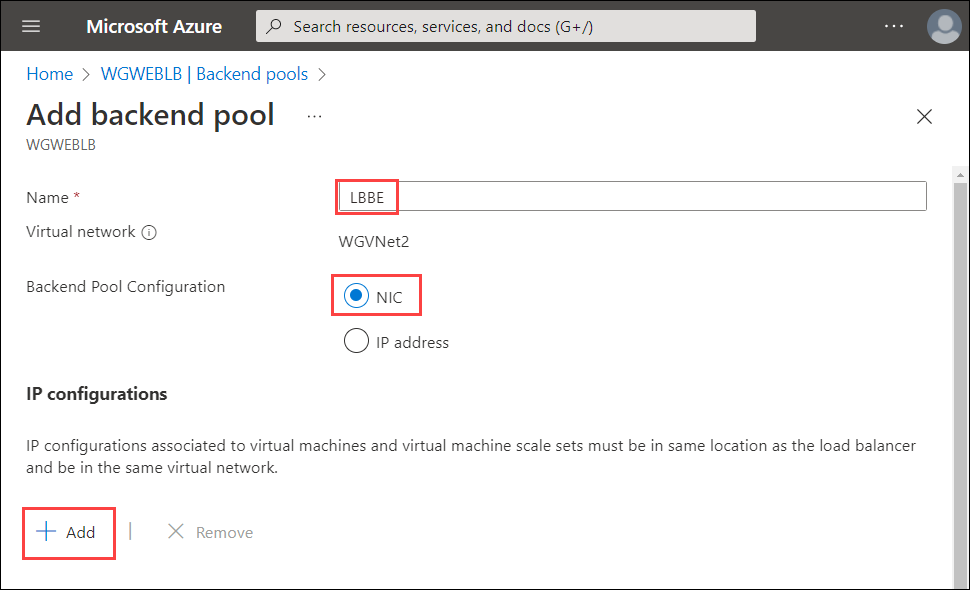 Microsoft Azure
Search resources, services, and docs (G+/)
Home > WGWEBLB | Backend pools >
Add backend pool ...
WGWEBLB
Name *
LBBE
Virtual network
WGVNet2
Backend Pool Configuration
NIC
IP address
IP configurations
IP configurations associated to virtual machines and virtual machine scale sets must be in same location as the load balancer
and be in the same virtual network.
+ Add | × Remove